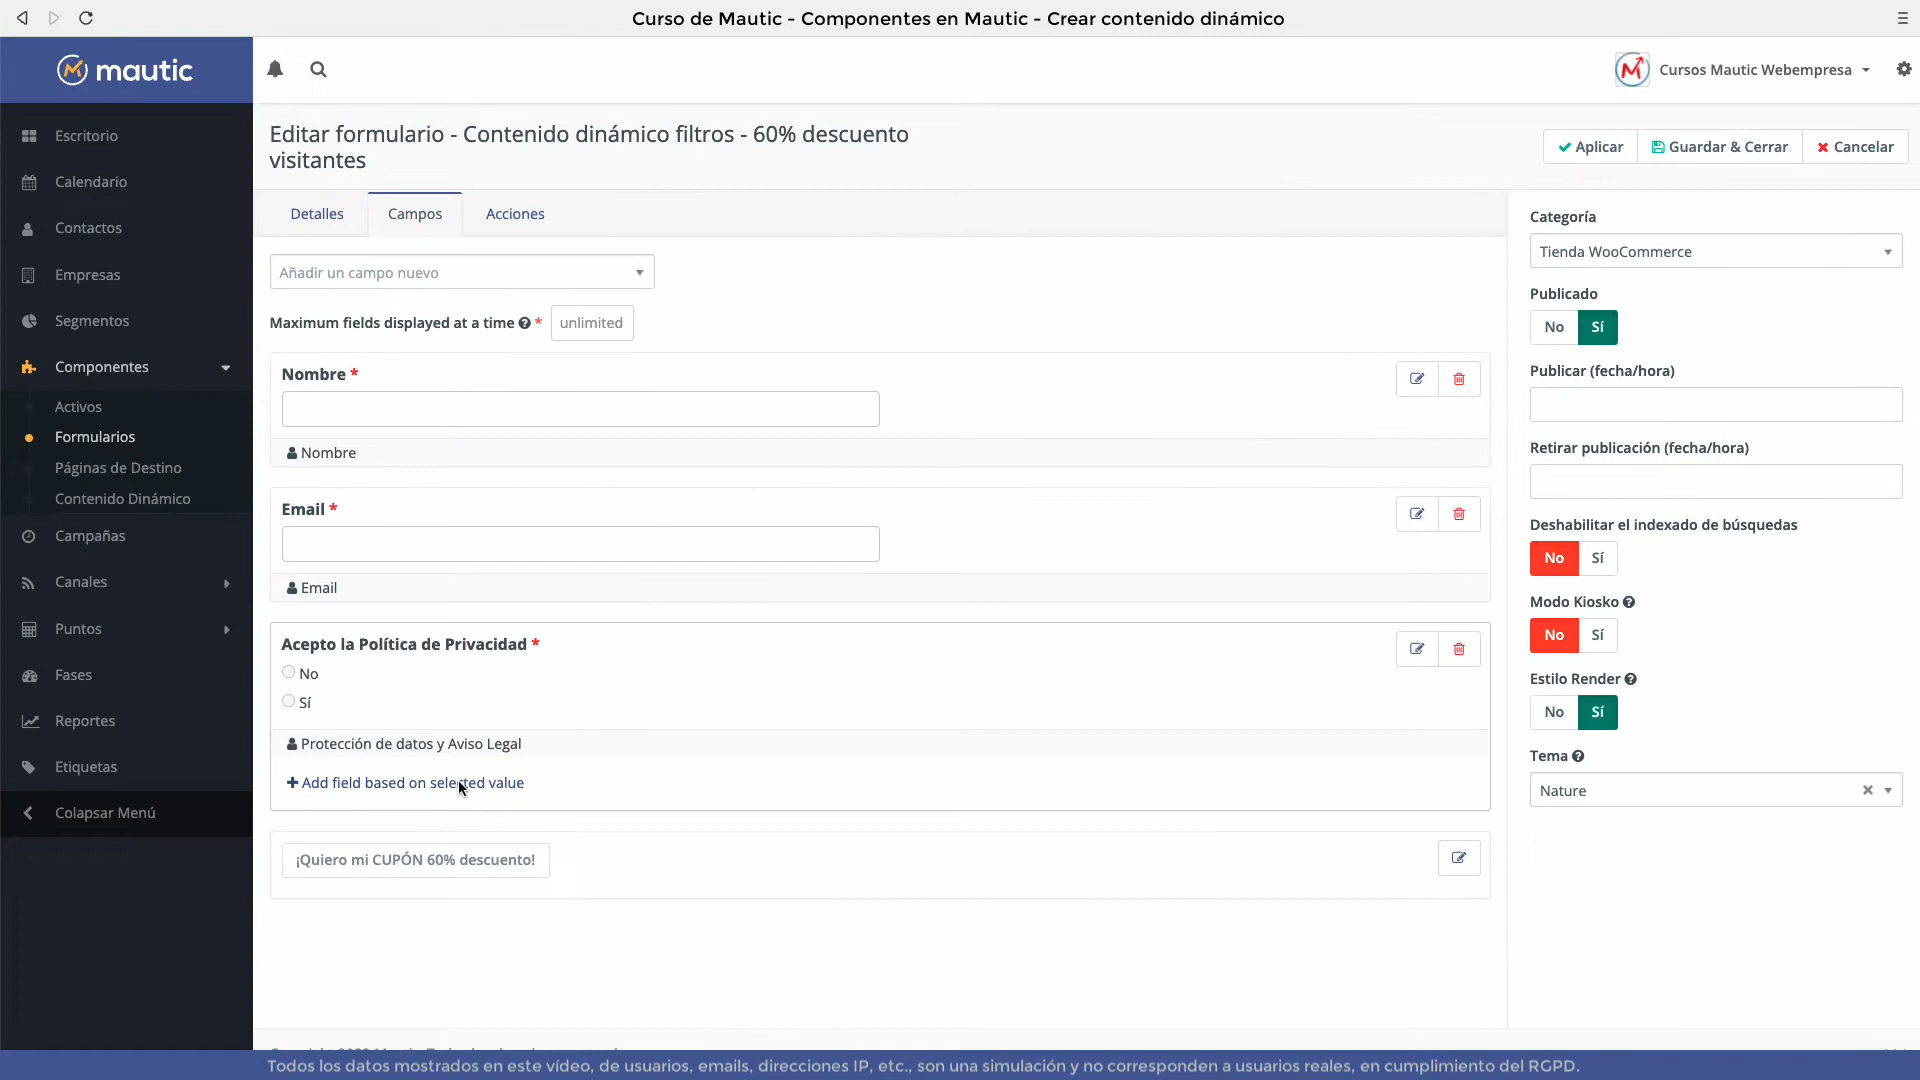 Curso de Mautic - Componentes en Mautic - Crear contenido dinámico
mautic
Cursos Mautic Webempresa
Escritorio
Calendario
Contactos
Empresas
Segmentos
Componentes
Activos
Formularios
Páginas de Destino
Contenido Dinámico
Campañas
Canales
Puntos
Fases
Reportes
Etiquetas
Colapsar Menú
Editar formulario - Contenido dinámico filtros - 60% descuento
visitantes
Aplicar
Guardar & Cerrar
Cancelar
Detalles
Campos
Acciones
Añadir un campo nuevo
Maximum fields displayed at a time * unlimited
Nombre *
Nombre
Email *
Email
Acepto la Política de Privacidad *
No
Sí
Protección de datos y Aviso Legal
Add field based on selected value
¡Quiero mi CUPÓN 60% descuento!
Categoría
Tienda WooCommerce
Publicado
No Sí
Publicar (fecha/hora)
Retirar publicación (fecha/hora)
Deshabilitar el indexado de búsquedas
No Sí
Modo Kiosko
No Sí
Estilo Render
No Sí
Tema
Nature
Todos los datos mostrados en este vídeo, de usuarios, emails, direcciones IP, etc., son una simulación y no corresponden a usuarios reales, en cumplimiento del RGPD.